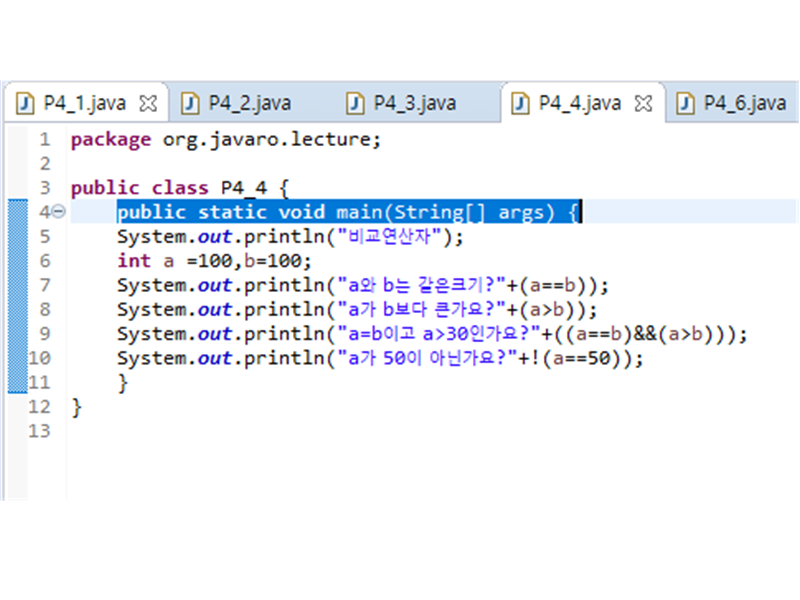 P4_1.java P4_2.java P4_3.java P4_4.java P4_6.java
1 package org.javaro.lecture;
2
3 public class P4_4 {
4 public static void main(String[] args) {
5 System.out.println("비교연산자");
6 int a =100,b=100;
7 System.out.println("a와 b는 같은크기?"+(a==b));
8 System.out.println("a가 b보다 큰가요?"+(a>b));
9 System.out.println("a=b이고 a>30인가요?"+((a==b)&&(a>b)));
10 System.out.println("a가 50이 아닌가요?"+!(a==50));
11 }
12 }
13